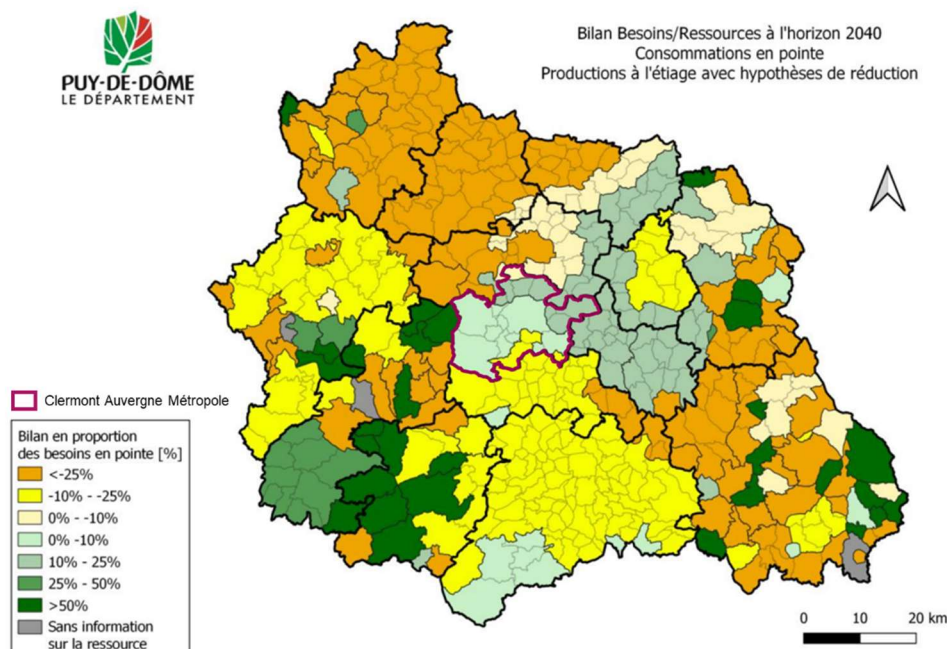 PUY-DE-DÔME
LE DÉPARTEMENT
Bilan Besoins/Ressources à l'horizon 2040
Consommations en pointe
Productions à l'étiage avec hypothèses de réduction
Clermont Auvergne Métropole
Bilan en proportion
des besoins en pointe [%]
<-25%
-10% - -25%
0% - -10%
0% -10%
10% - 25%
25% - 50%
>50%
Sans information
sur la ressource
0 10 20 km